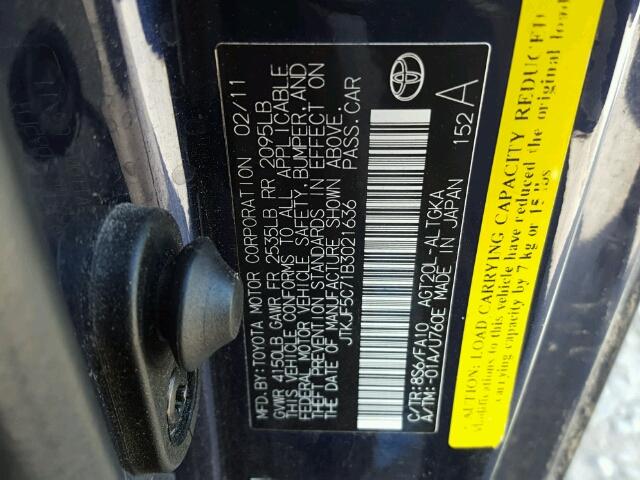 MFD.BY:TOYOTA MOTOR CORPORATION 02/11
GVWR 4150LB GAWR FR 2535LB RR 2095LB
THIS VEHICLE CONFORMS TO ALL APPLICABLE
FEDERAL MOTOR VEHICLE SAFETY, BUMPER, AND
THEFT PREVENTION STANDARDS IN EFFECT ON
THE DATE OF MANUFACTURE SHOWN ABOVE.
JTKJF5C71B3021636 PASS. CAR
C/TR:8S6/FA10 AGT20L-ALTGKA
A/TM:-01A/U760E MADE IN JAPAN 152 A
ACTION: LOAD CARRYING CAPACITY REDUCED
Modifications to this vehicle have reduced the original load
carrying capacity by 7 kg or 15